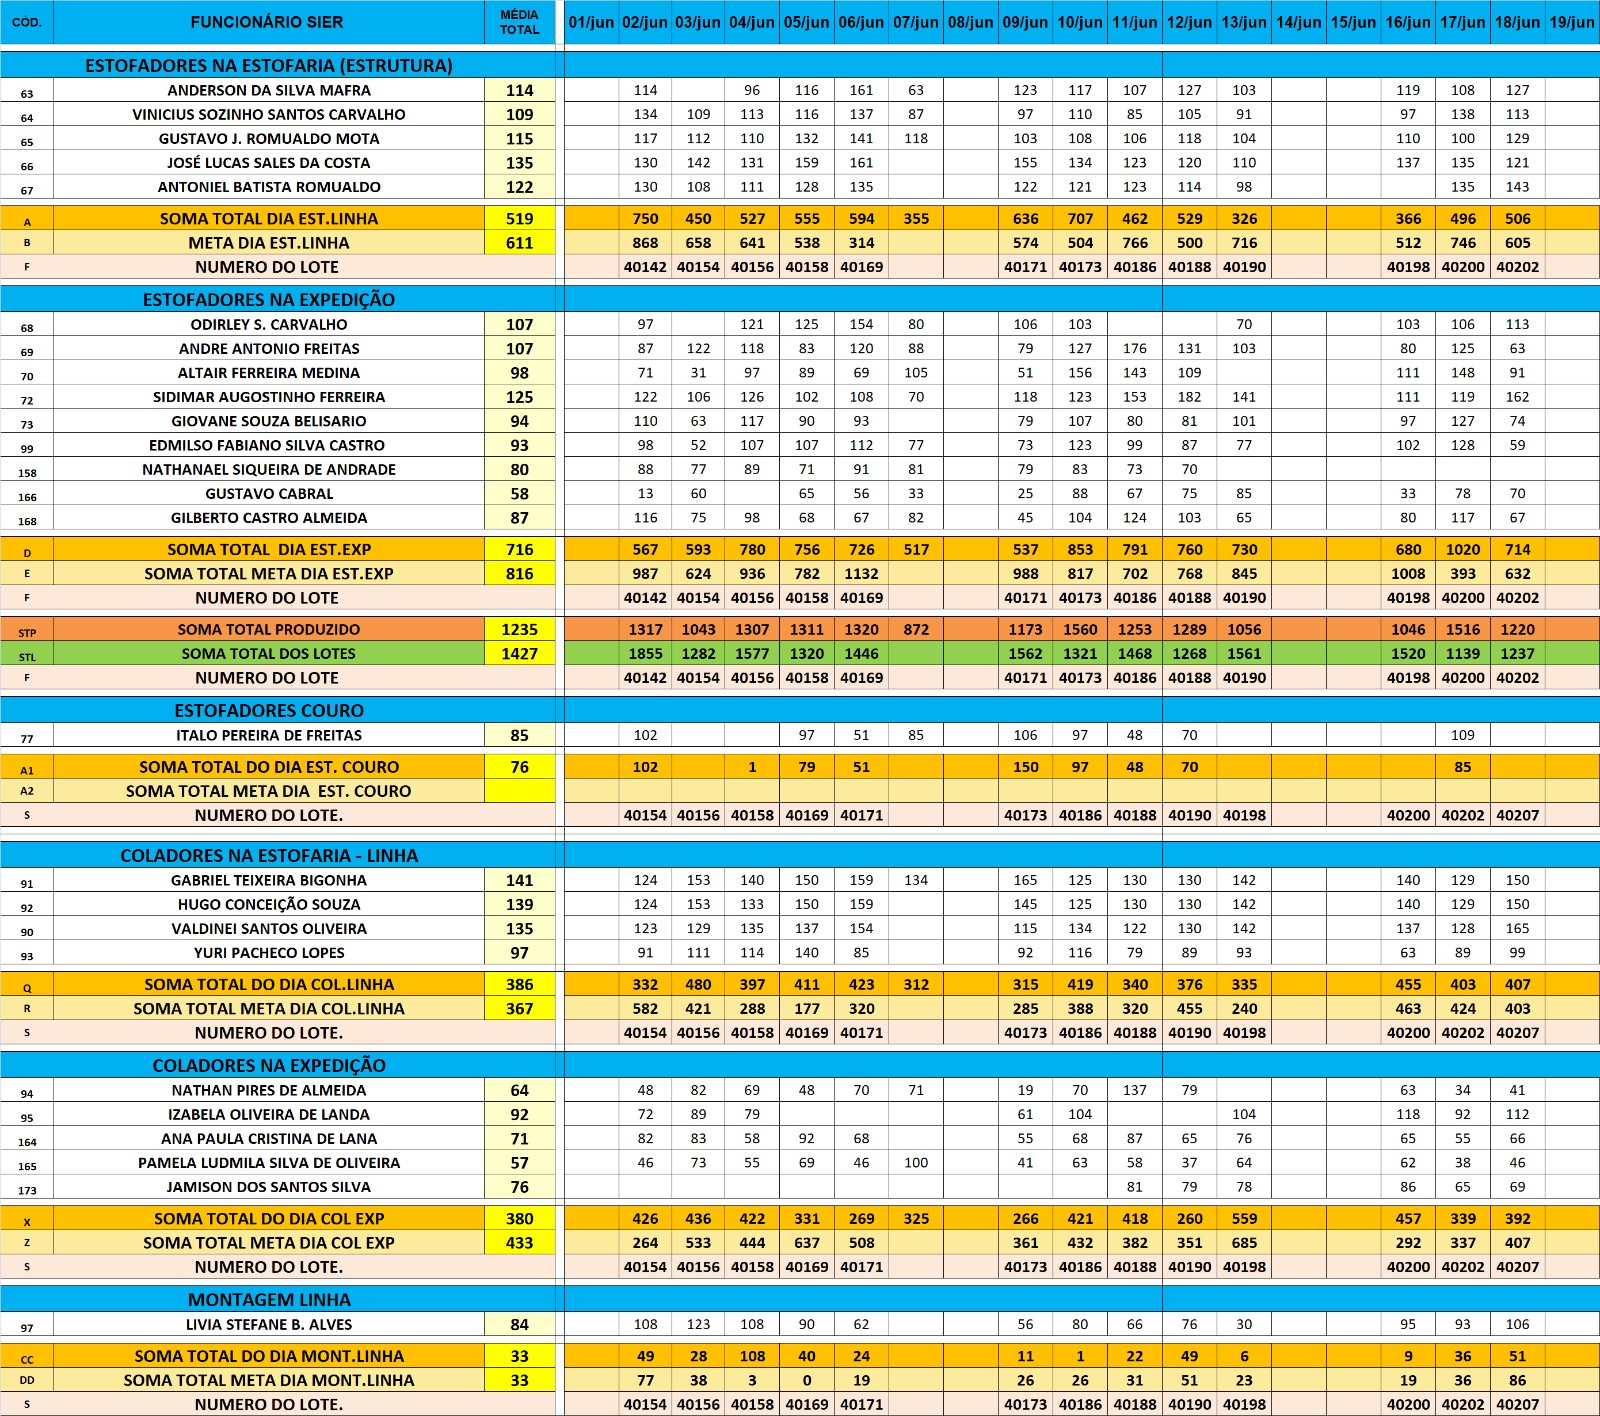 CÓD. FUNCIONÁRIO SIER MÉDIA TOTAL 01/jun 02/jun 03/jun 04/jun 05/jun 06/jun 07/jun 08/jun 09/jun 10/jun 11/jun 12/jun 13/jun 14/jun 15/jun 16/jun 17/jun 18/jun 19/jun
ESTOFADORES NA ESTOFARIA (ESTRUTURA)
63 ANDERSON DA SILVA MAFRA 114 114 96 116 161 63 123 117 107 127 103 119 108 127
64 VINICIUS SOZINHO SANTOS CARVALHO 109 134 109 113 116 137 87 97 110 85 105 91 97 138 113
65 GUSTAVO J. ROMUALDO MOTA 115 117 112 110 132 141 118 103 108 106 118 104 110 100 129
66 JOSÉ LUCAS SALES DA COSTA 135 130 142 131 159 161 155 134 123 120 110 137 135 121
67 ANTONIEL BATISTA ROMUALDO 122 130 108 111 128 135 122 121 123 114 98 135 143
A SOMA TOTAL DIA EST.LINHA 519 750 450 527 555 594 355 636 707 462 529 326 366 496 506
B META DIA EST.LINHA 611 868 658 641 538 314 574 504 766 500 716 512 746 605
F NUMERO DO LOTE 40142 40154 40156 40158 40169 40171 40173 40186 40188 40190 40198 40200 40202
ESTOFADORES NA EXPEDIÇÃO
68 ODIRLEY S. CARVALHO 107 97 121 125 154 80 106 103 70 103 106 113
69 ANDRE ANTONIO FREITAS 107 87 122 118 83 120 88 79 127 176 131 103 80 125 63
70 ALTAIR FERREIRA MEDINA 98 71 31 97 89 69 105 51 156 143 109 111 148 91
72 SIDIMAR AUGOSTINHO FERREIRA 125 122 106 126 102 108 70 118 123 153 182 141 111 119 162
73 GIOVANE SOUZA BELISARIO 94 110 63 117 90 93 79 107 80 81 101 97 127 74
99 EDMILSO FABIANO SILVA CASTRO 93 98 52 107 107 112 77 73 123 99 87 77 102 128 59
158 NATHANAEL SIQUEIRA DE ANDRADE 80 88 77 89 71 91 81 79 83 73 70
166 GUSTAVO CABRAL 58 13 60 65 56 33 25 88 67 75 85 33 78 70
168 GILBERTO CASTRO ALMEIDA 87 116 75 98 68 67 82 45 104 124 103 65 80 117 67
D SOMA TOTAL DIA EST.EXP 716 567 593 780 756 726 517 537 853 791 760 730 680 1020 714
E SOMA TOTAL META DIA EST.EXP 816 987 624 936 782 1132 988 817 702 768 845 1008 393 632
F NUMERO DO LOTE 40142 40154 40156 40158 40169 40171 40173 40186 40188 40190 40198 40200 40202
STP SOMA TOTAL PRODUZIDO 1235 1317 1043 1307 1311 1320 872 1173 1560 1253 1289 1056 1046 1516 1220
STL SOMA TOTAL DOS LOTES 1427 1855 1282 1577 1320 1446 1562 1321 1468 1268 1561 1520 1139 1237
F NUMERO DO LOTE 40142 40154 40156 40158 40169 40171 40173 40186 40188 40190 40198 40200 40202
ESTOFADORES COURO
77 ITALO PEREIRA DE FREITAS 85 102 97 51 85 106 97 48 70 109
A1 SOMA TOTAL DO DIA EST. COURO 76 102 1 79 51 150 97 48 70 85
A2 SOMA TOTAL META DIA EST. COURO
S NUMERO DO LOTE. 40154 40156 40158 40169 40171 40173 40186 40188 40190 40198 40200 40202 40207
COLADORES NA ESTOFARIA - LINHA
91 GABRIEL TEIXEIRA BIGONHA 141 124 153 140 150 159 134 165 125 130 130 142 140 129 150
92 HUGO CONCEIÇÃO SOUZA 139 124 153 133 150 159 145 125 130 130 142 140 129 150
90 VALDINEI SANTOS OLIVEIRA 135 123 129 135 137 154 115 134 122 130 142 137 128 165
93 YURI PACHECO LOPES 97 91 111 114 140 85 92 116 79 89 93 63 89 99
Q SOMA TOTAL DO DIA COL.LINHA 386 332 480 397 411 423 312 315 419 340 376 335 455 403 407
R SOMA TOTAL META DIA COL.LINHA 367 582 421 288 177 320 285 388 320 455 240 463 424 403
S NUMERO DO LOTE. 40154 40156 40158 40169 40171 40173 40186 40188 40190 40198 40200 40202 40207
COLADORES NA EXPEDIÇÃO
94 NATHAN PIRES DE ALMEIDA 64 48 82 69 48 70 71 19 70 137 79 63 34 41
95 IZABELA OLIVEIRA DE LANDA 92 72 89 79 61 104 104 118 92 112
164 ANA PAULA CRISTINA DE LANA 71 82 83 58 92 68 55 68 87 65 76 65 55 66
165 PAMELA LUDMILA SILVA DE OLIVEIRA 57 46 73 55 69 46 100 41 63 58 37 64 62 38 46
173 JAMISON DOS SANTOS SILVA 76 81 79 78 86 65 69
X SOMA TOTAL DO DIA COL EXP 380 426 436 422 331 269 325 266 421 418 260 559 457 339 392
Z SOMA TOTAL META DIA COL EXP 433 264 533 444 637 508 361 432 382 351 685 292 337 407
S NUMERO DO LOTE. 40154 40156 40158 40169 40171 40173 40186 40188 40190 40198 40200 40202 40207
MONTAGEM LINHA
97 LIVIA STEFANE B. ALVES 84 108 123 108 90 62 56 80 66 76 30 95 93 106
CC SOMA TOTAL DO DIA MONT.LINHA 33 49 28 108 40 24 11 1 22 49 6 9 36 51
DD SOMA TOTAL META DIA MONT.LINHA 33 77 38 3 0 19 26 26 31 51 23 19 36 86
S NUMERO DO LOTE. 40154 40156 40158 40169 40171 40173 40186 40188 40190 40198 40200 40202 40207